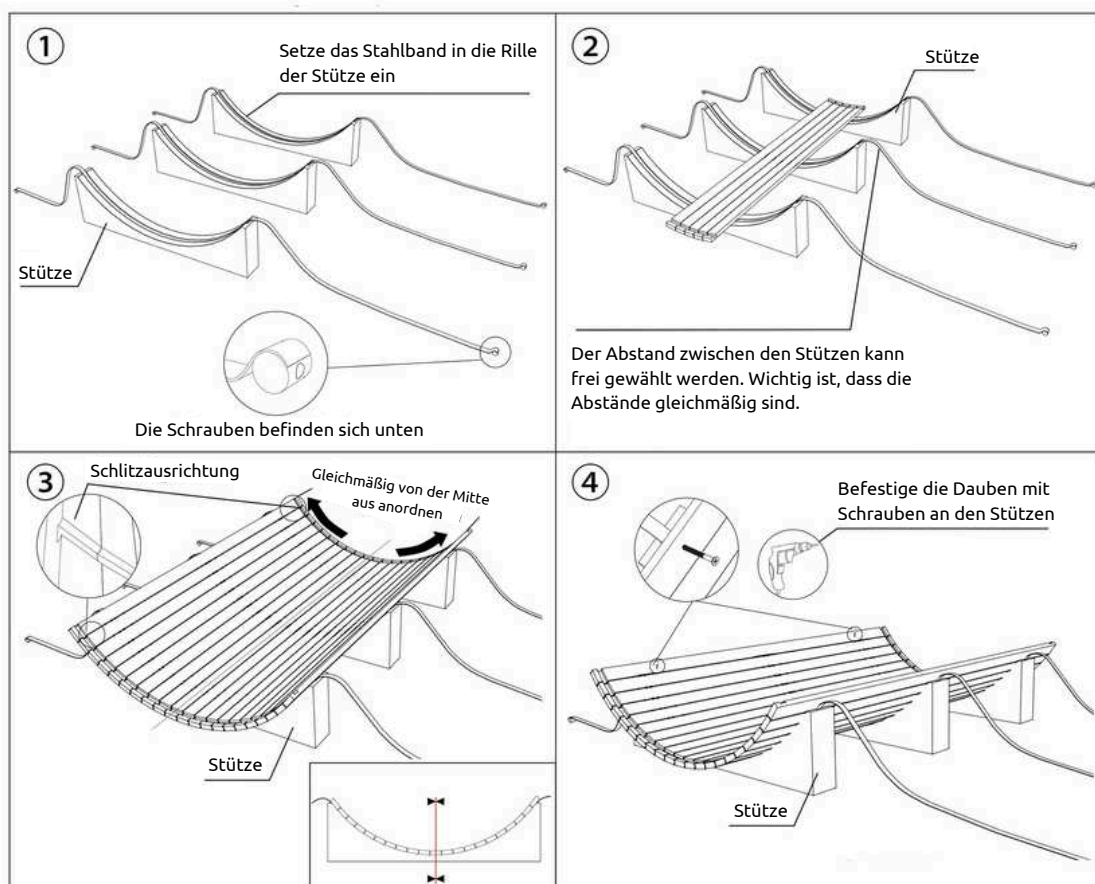 1
Setze das Stahlband in die Rille
der Stütze ein
Stütze
Die Schrauben befinden sich unten
2
Stütze
Der Abstand zwischen den Stützen kann
frei gewählt werden. Wichtig ist, dass die
Abstände gleichmäßig sind.
3
Schlitzausrichtung
Gleichmäßig von der Mitte
aus anordnen
Stütze
4
Befestige die Dauben mit
Schrauben an den Stützen
Stütze